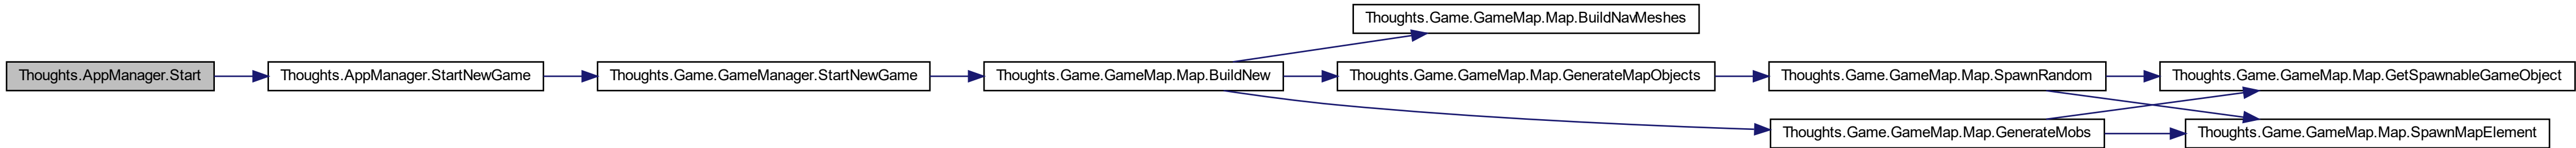 Thoughts.Game.GameMap.Map.BuildNavMeshes
Thoughts.AppManager.Start
Thoughts.AppManager.StartNewGame
Thoughts.Game.GameManager.StartNewGame
Thoughts.Game.GameMap.Map.BuildNew
Thoughts.Game.GameMap.Map.GenerateMapObjects
Thoughts.Game.GameMap.Map.SpawnRandom
Thoughts.Game.GameMap.Map.GetSpawnableGameObject
Thoughts.Game.GameMap.Map.GenerateMobs
Thoughts.Game.GameMap.Map.SpawnMapElement